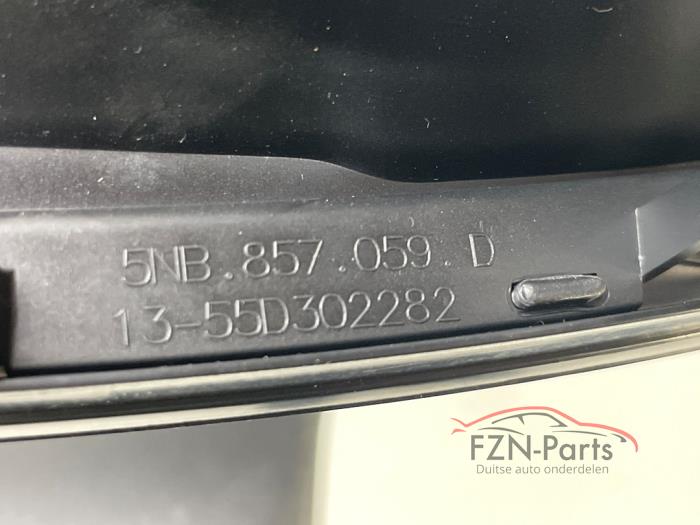 5NB.857.059.D
13-55D302282
FZN-Parts
Duitse auto onderdelen